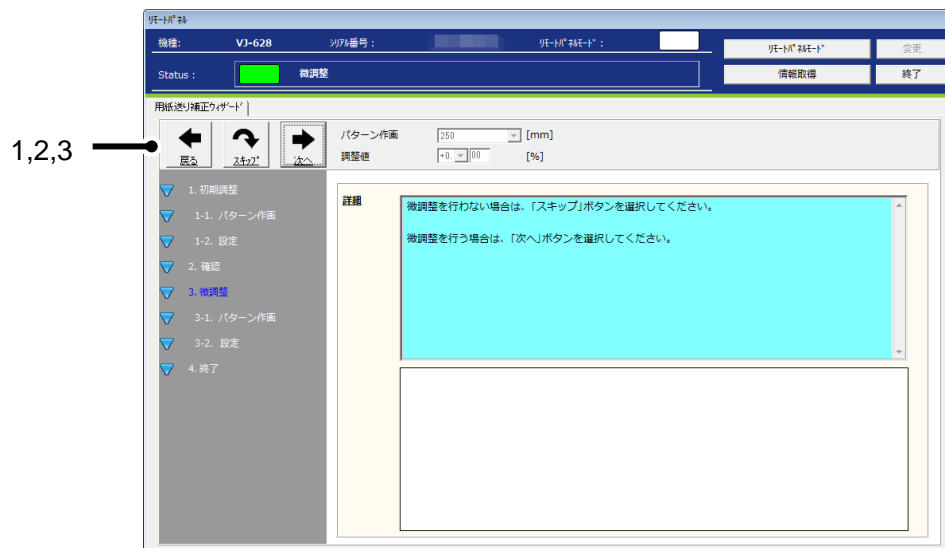 ﾘﾓｰﾄﾊﾟﾈﾙ
機種: VJ-628 ｼﾘｱﾙ番号: ﾘﾓｰﾄﾊﾟﾈﾙﾓｰﾄﾞ:
ﾘﾓｰﾄﾊﾟﾈﾙﾓｰﾄﾞ 変更
Status : 微調整
情報取得 終了
用紙送り補正ｳｨｻﾞｰﾄﾞ
1,2,3
戻る ｽｷｯﾌﾟ 次へ
パターン作画 250 [mm]
調整値 +0. 00 [%]
1. 初期調整
1-1. パターン作画
1-2. 設定
2. 確認
3. 微調整
3-1. パターン作画
3-2. 設定
4. 終了
詳細
微調整を行わない場合は、「スキップ」ボタンを選択してください。
微調整を行う場合は、「次へ」ボタンを選択してください。